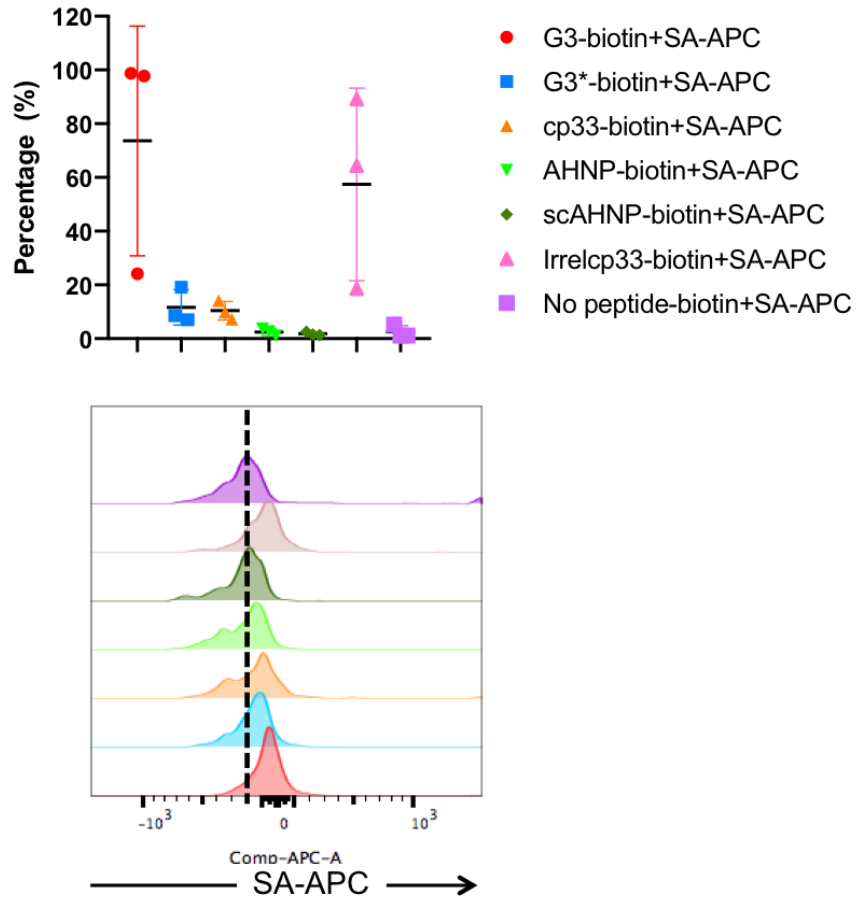 Percentage (%)
120
100
80
60
40
20
0
G3-biotin+SA-APC
G3*-biotin+SA-APC
cp33-biotin+SA-APC
AHNP-biotin+SA-APC
scAHNP-biotin+SA-APC
Irrelcp33-biotin+SA-APC
No peptide-biotin+SA-APC
-10³ 0 10³
Comp-APC-A
SA-APC